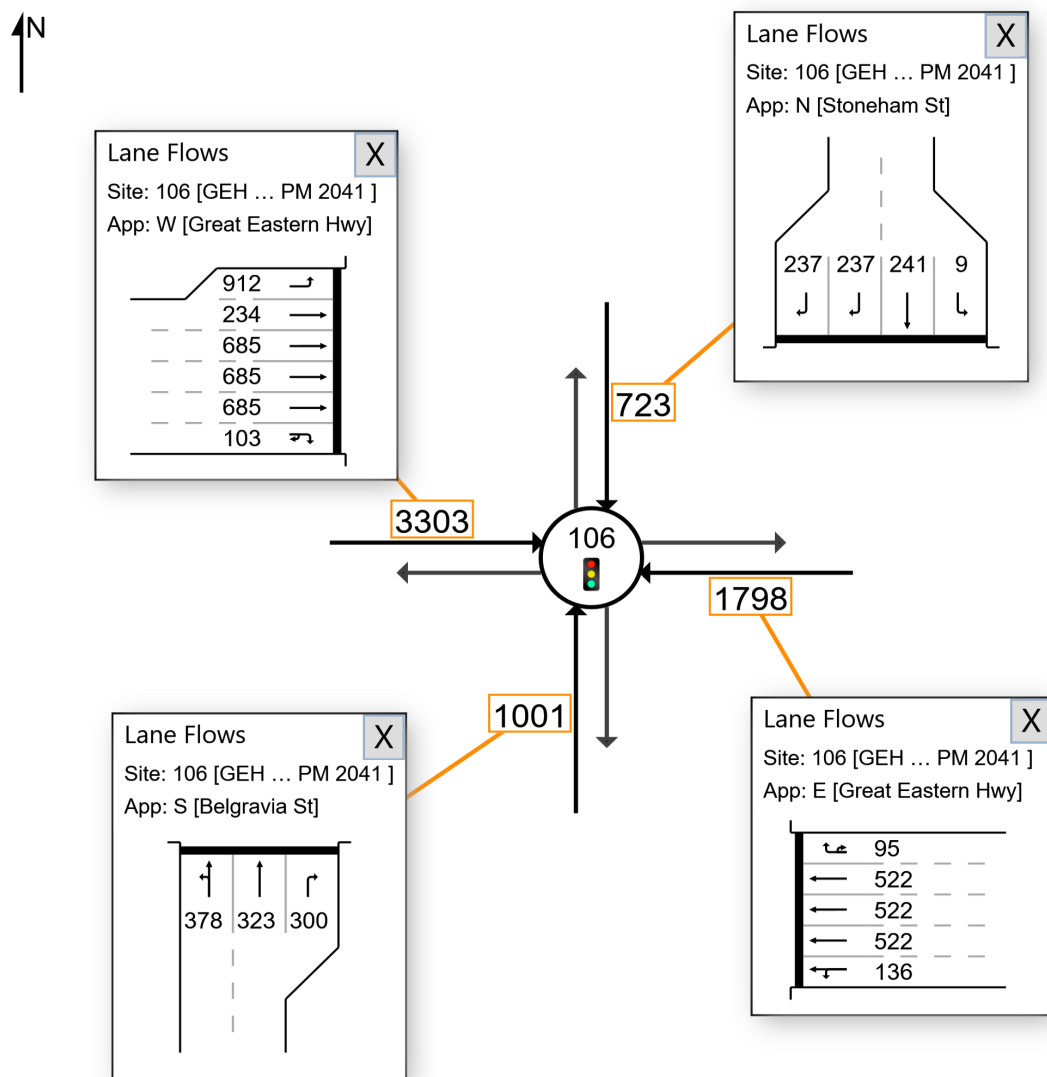 N
Lane Flows
X
Site: 106 [GEH ... PM 2041 ]
App: N [Stoneham St]
237 237 241 9
Lane Flows
X
Site: 106 [GEH ... PM 2041 ]
App: W [Great Eastern Hwy]
912
234
685
685
685
103
723
3303
106
1798
1001
Lane Flows
X
Site: 106 [GEH ... PM 2041 ]
App: S [Belgravia St]
378 323 300
Lane Flows
X
Site: 106 [GEH ... PM 2041 ]
App: E [Great Eastern Hwy]
95
522
522
522
136